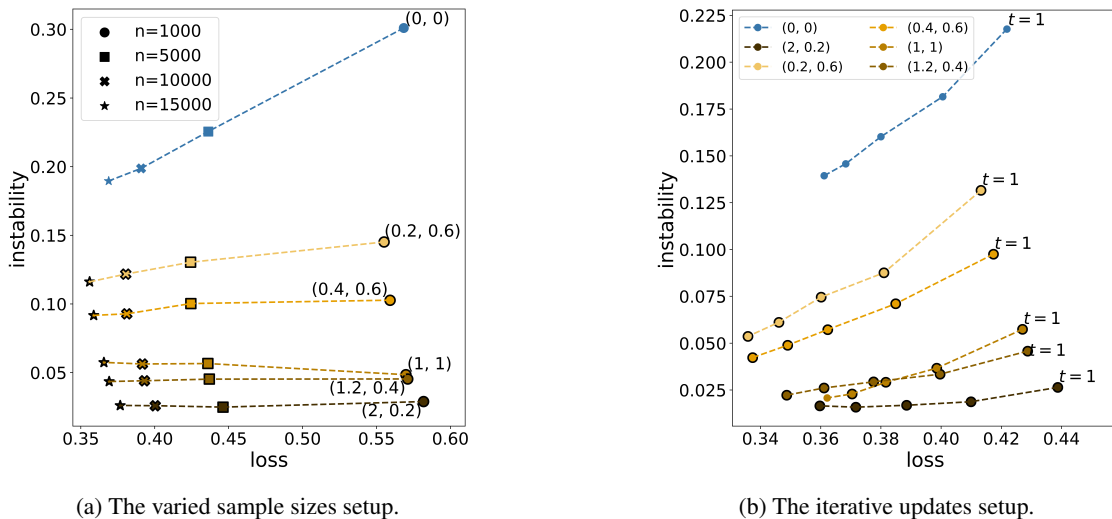 n=1000
n=5000
n=10000
n=15000
(0, 0)
(0.2, 0.6)
(0.4, 0.6)
(1, 1)
(1.2, 0.4)
(2, 0.2)
0.30
0.25
0.20
0.15
0.10
0.05
instability
0.35 0.40 0.45 0.50 0.55 0.60
loss
(a) The varied sample sizes setup.
(0, 0) (0.4, 0.6)
(2, 0.2) (1, 1)
(0.2, 0.6) (1.2, 0.4)
t = 1
t = 1
t = 1
t = 1
t = 1
t = 1
0.225
0.200
0.175
0.150
0.125
0.100
0.075
0.050
0.025
instability
0.34 0.36 0.38 0.40 0.42 0.44
loss
(b) The iterative updates setup.